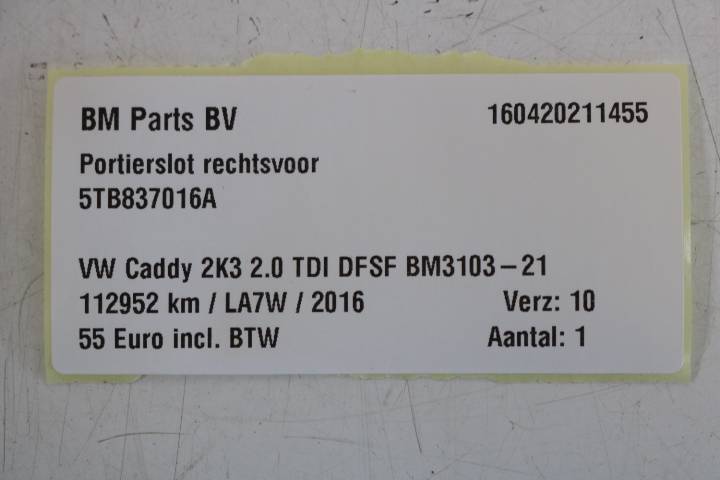 BM Parts BV 160420211455
Portierslot rechtsvoor
5TB837016A
VW Caddy 2K3 2.0 TDI DFSF BM3103-21
112952 km / LA7W / 2016 Verz: 10
55 Euro incl. BTW Aantal: 1